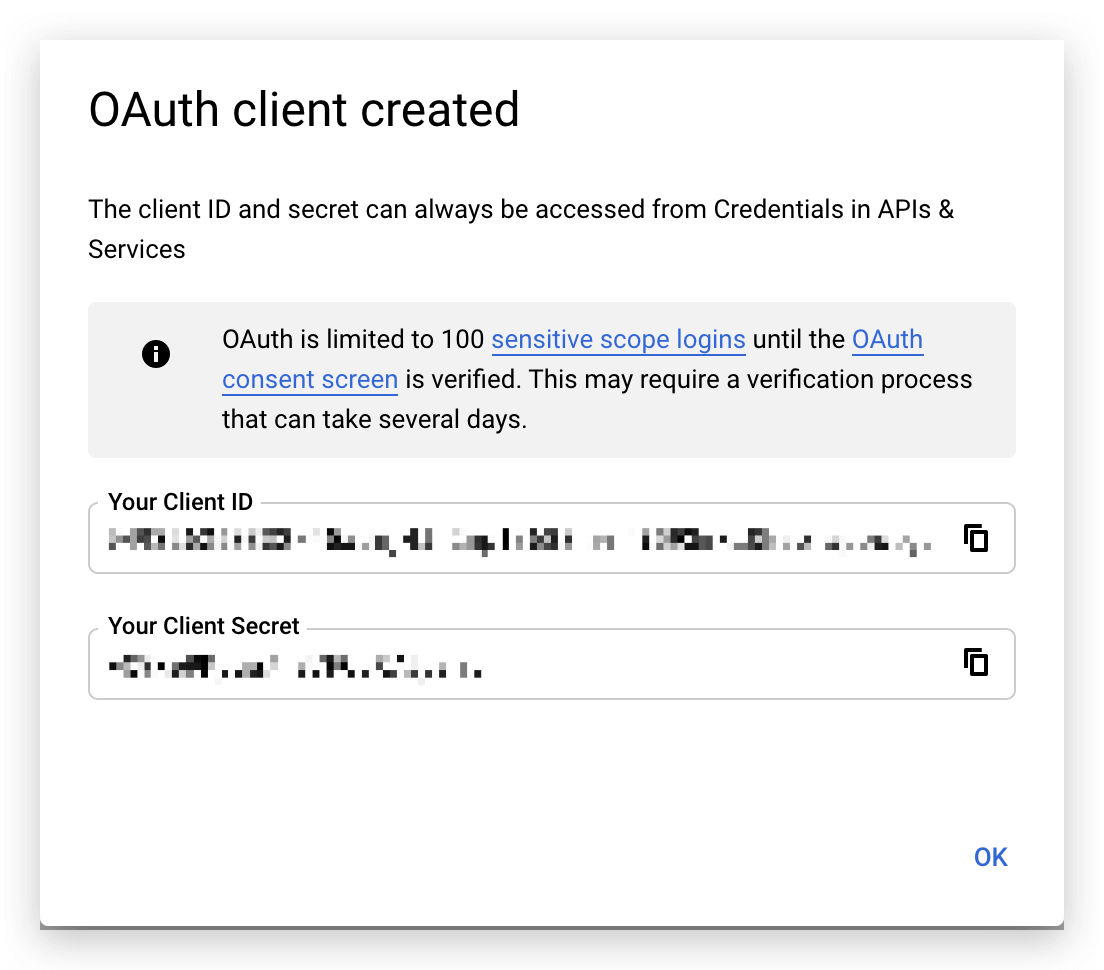 OAuth client created
The client ID and secret can always be accessed from Credentials in APIs &
Services
OAuth is limited to 100 sensitive scope logins until the OAuth
consent screen is verified. This may require a verification process
that can take several days.
Your Client ID
Your Client Secret
OK